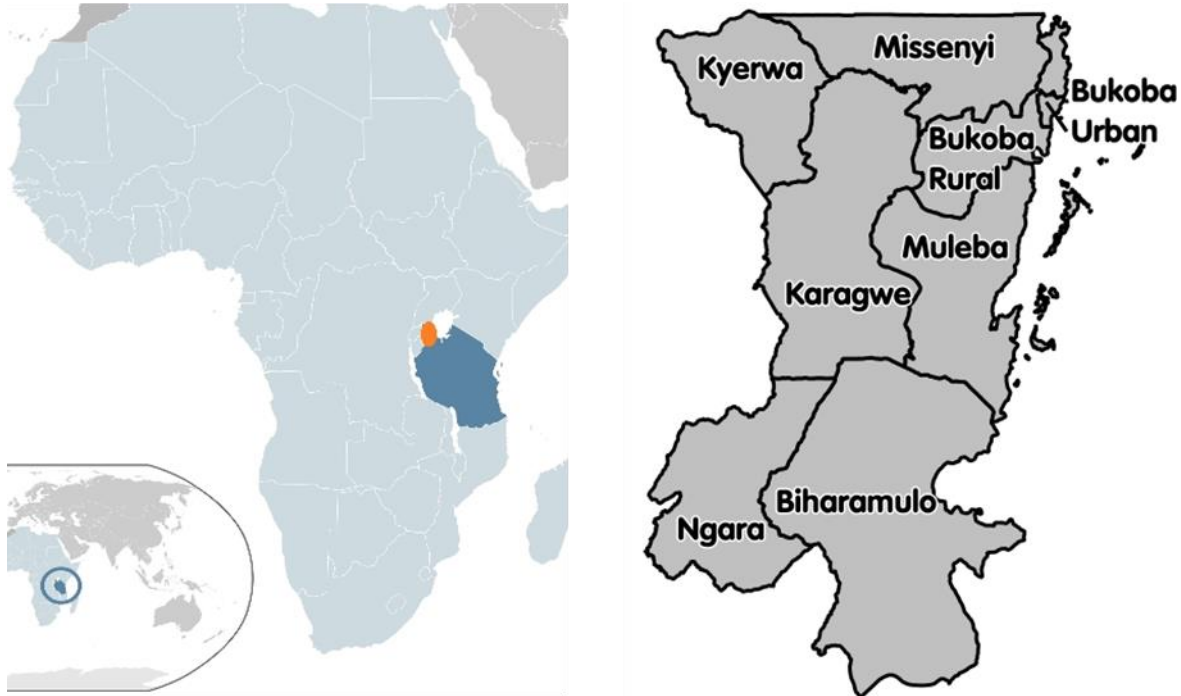 Missenyi
Kyerwa
Bukoba
Urban
Bukoba
Rural
Muleba
Karagwe
Biharamulo
Ngara